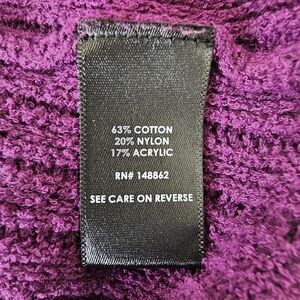 63% COTTON
20% NYLON
17% ACRYLIC
RN# 148862
SEE CARE ON REVERSE